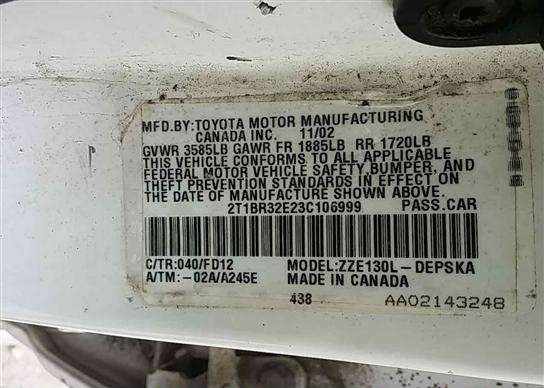 MFD.BY:TOYOTA MOTOR MANUFACTURING
CANADA INC. 11/02
GVWR 3585LB GAWR FR 1885LB RR 1720LB
THIS VEHICLE CONFORMS TO ALL APPLICABLE
FEDERAL MOTOR VEHICLE SAFETY,BUMPER, AND
THEFT PREVENTION STANDARDS IN EFFECT ON
THE DATE OF MANUFACTURE SHOWN ABOVE.
2T1BR32E23C106999 PASS.CAR
C/TR:040/FD12 MODEL:ZZE130L-DEPSKA
A/TM:-02A/A245E MADE IN CANADA
438 AA02143248